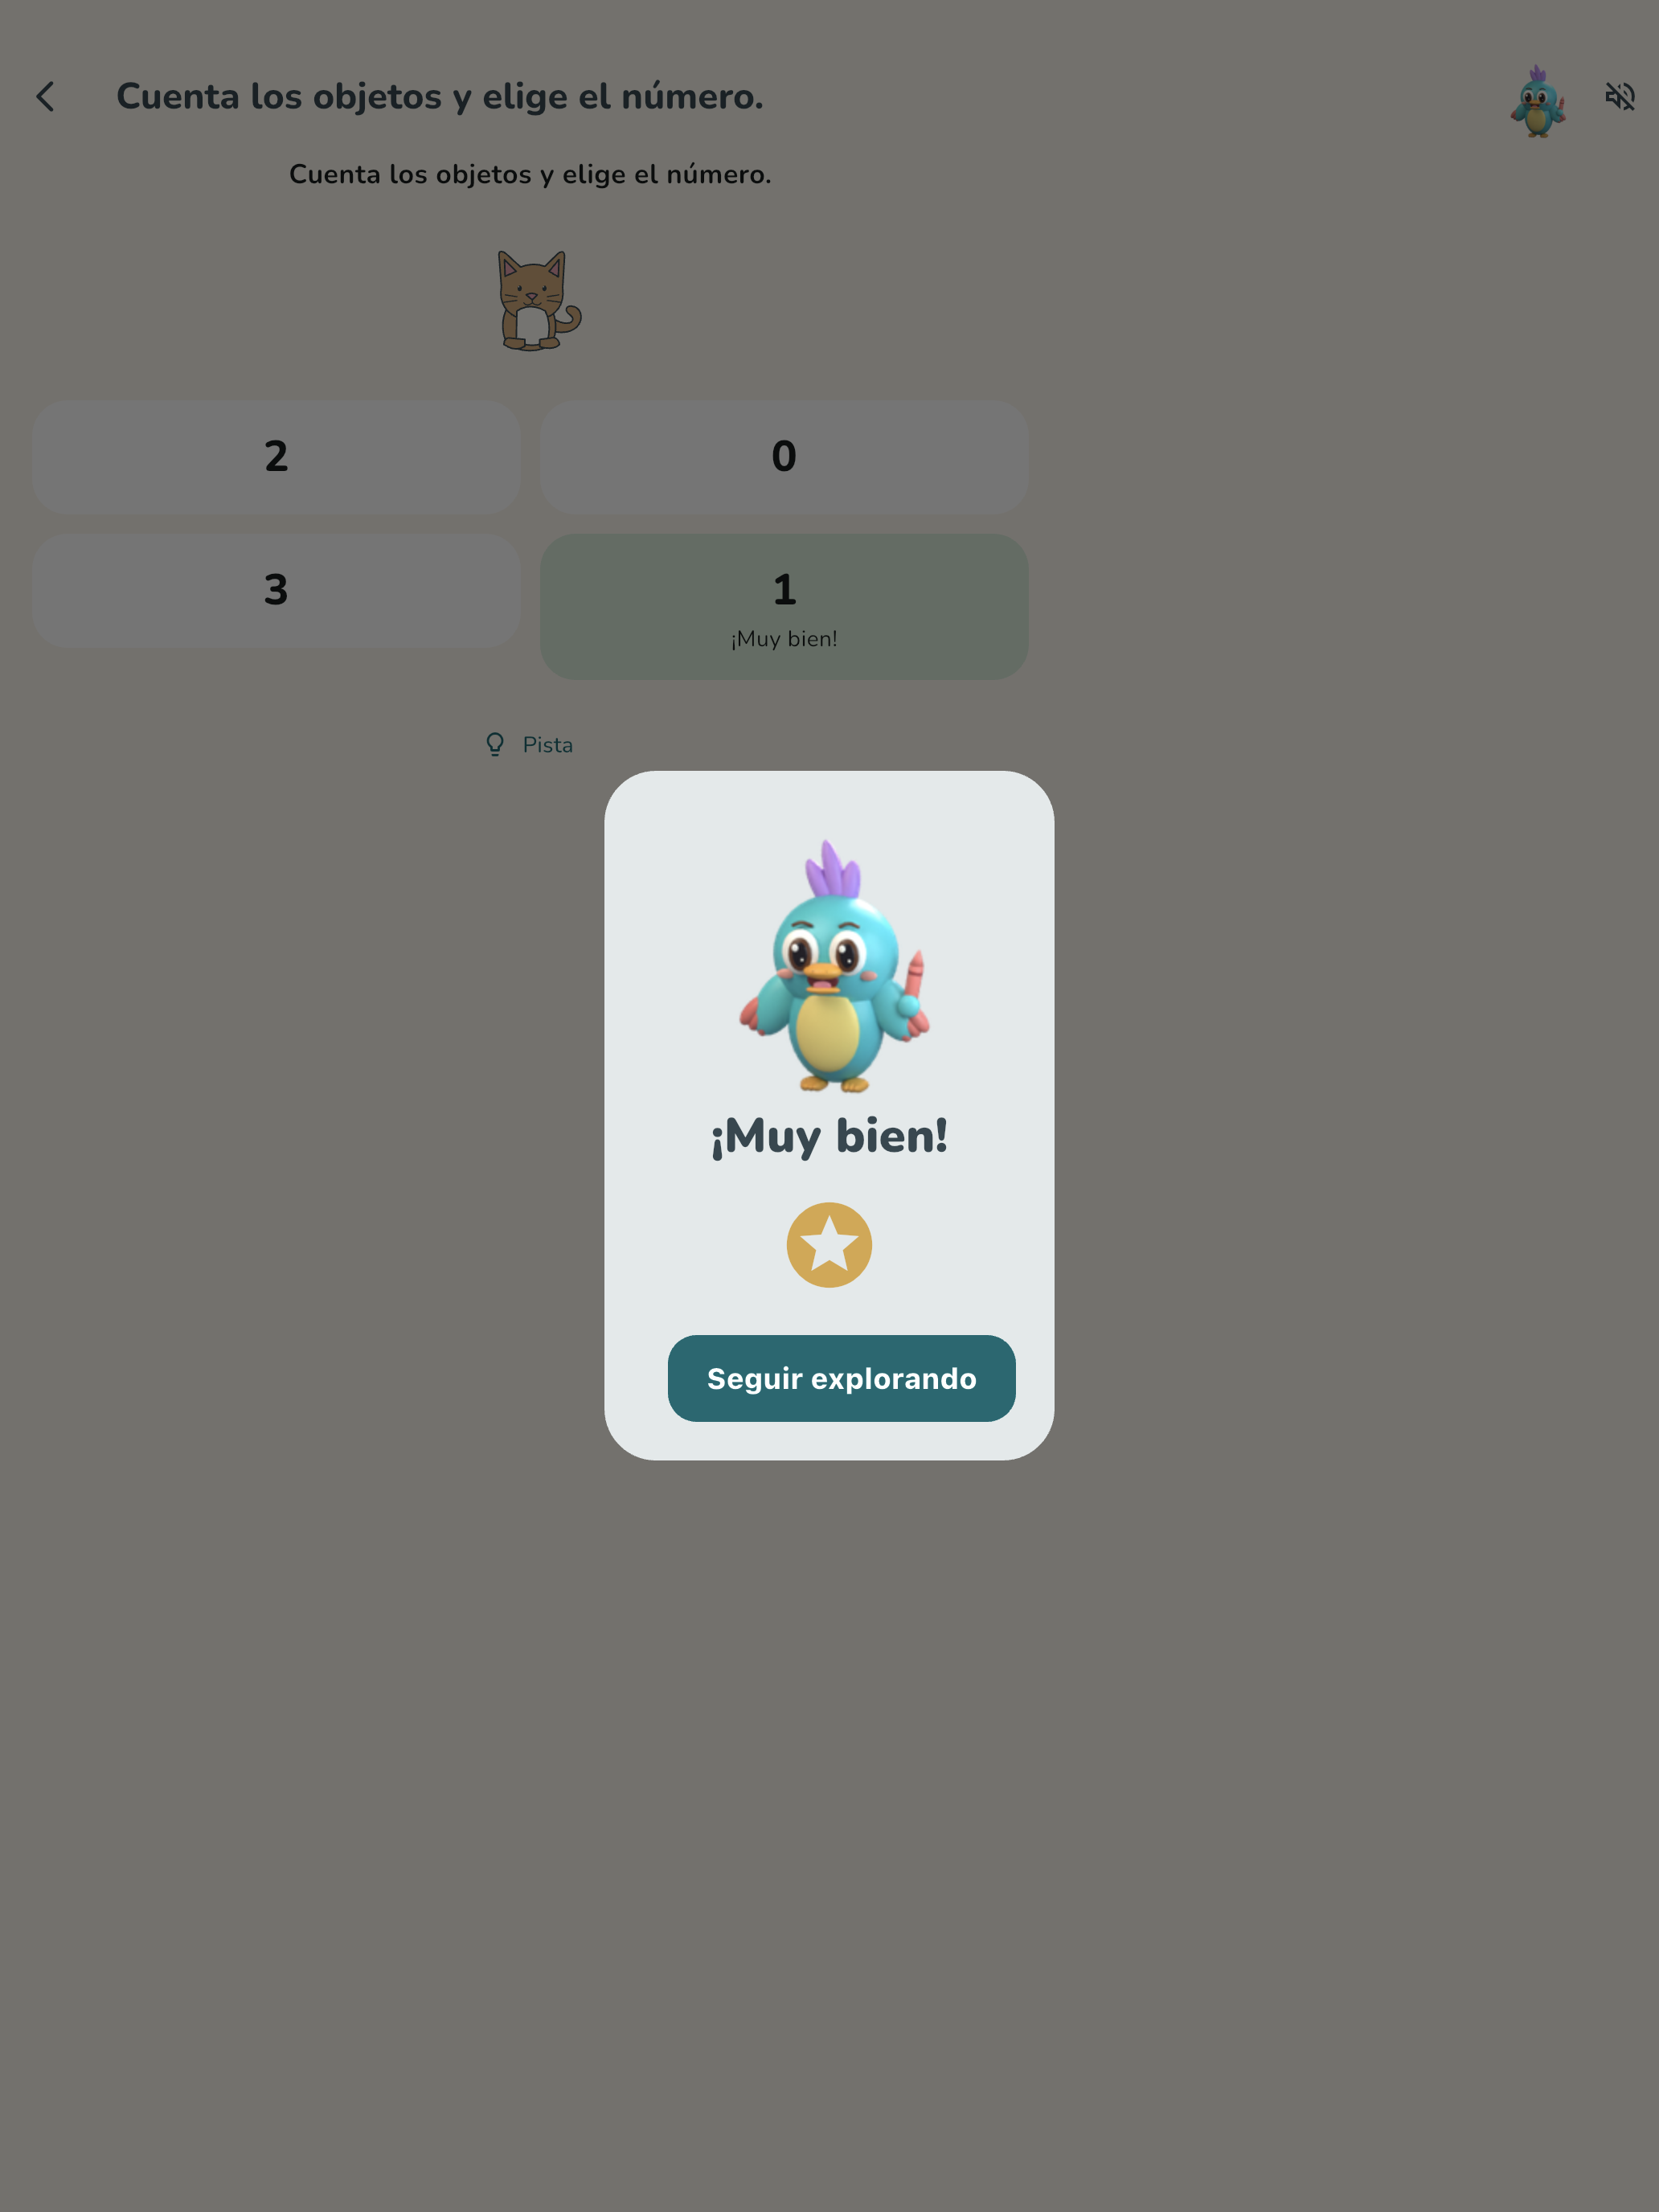 Cuenta los objetos y elige el número.
Cuenta los objetos y elige el número.
2
0
3
1
¡Muy bien!
Pista
¡Muy bien!
Seguir explorando